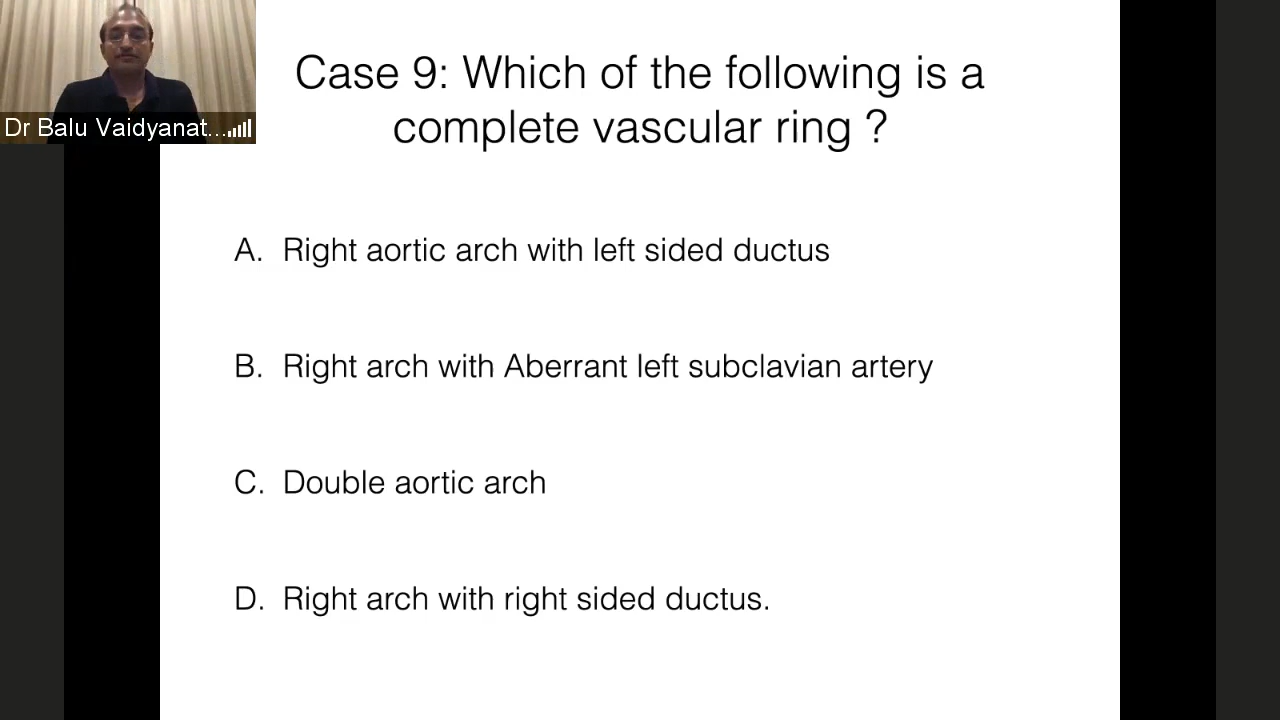 Case 9: Which of the following is a
complete vascular ring ?
Dr Balu Vaidyanat...
A. Right aortic arch with left sided ductus
B. Right arch with Aberrant left subclavian artery
C. Double aortic arch
D. Right arch with right sided ductus.